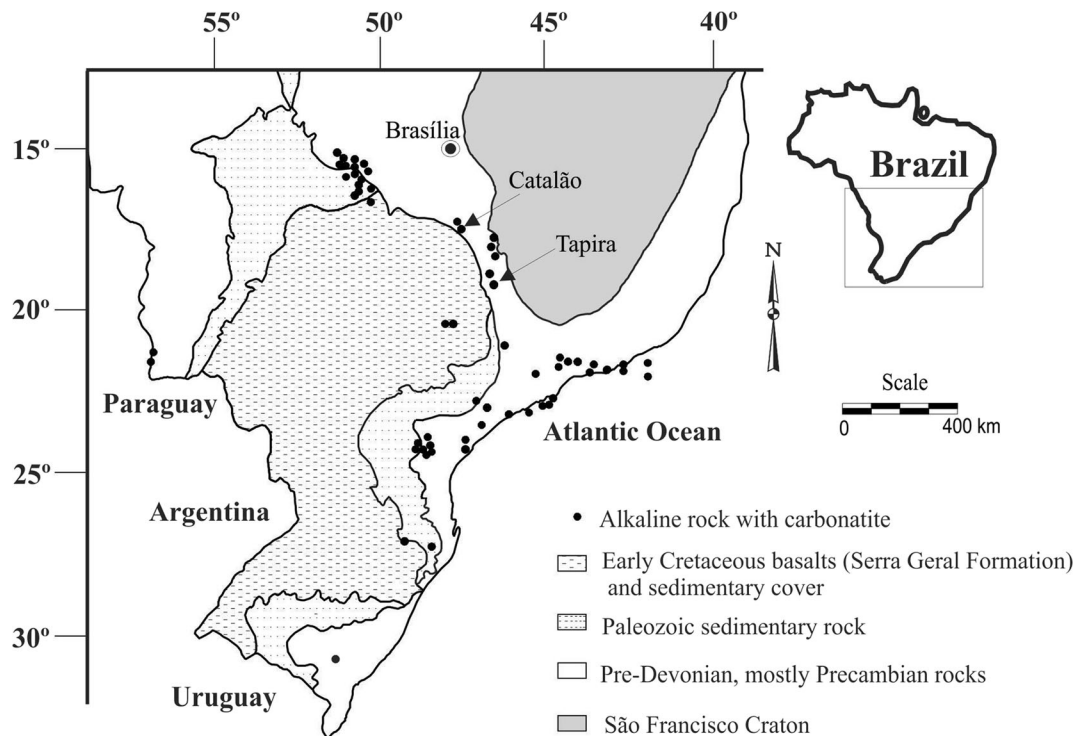 55º 50º 45º 40º
15º
20º
25º
30º
Brasília
Catalão
Tapira
Paraguay
Argentina
Uruguay
Atlantic Ocean
Brazil
N
Scale
0 400 km
Alkaline rock with carbonatite
Early Cretaceous basalts (Serra Geral Formation)
and sedimentary cover
Paleozoic sedimentary rock
Pre-Devonian, mostly Precambian rocks
São Francisco Craton